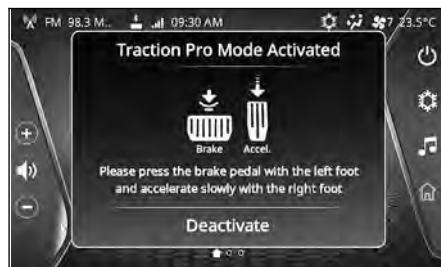 FM 98.3 M.. 09:30 AM 7 23.5°C
Traction Pro Mode Activated
Brake Accel.
Please press the brake pedal with the left foot
and accelerate slowly with the right foot
Deactivate